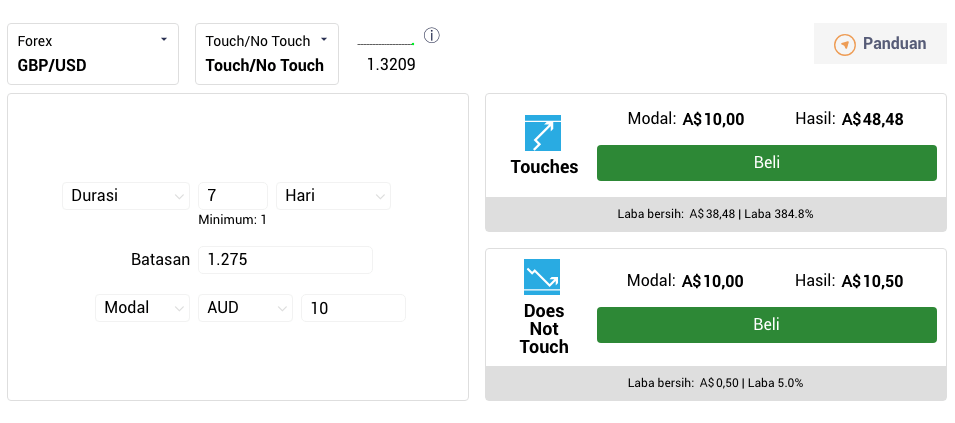 Forex
GBP/USD
Touch/No Touch
Touch/No Touch
1.3209
Panduan
Durasi 7 Hari
Minimum: 1
Batasan 1.275
Modal AUD 10
Touches
Modal: A$10,00 Hasil: A$48,48
Beli
Laba bersih: A$38,48 | Laba 384.8%
Does
Not
Touch
Modal: A$10,00 Hasil: A$10,50
Beli
Laba bersih: A$0,50 | Laba 5.0%